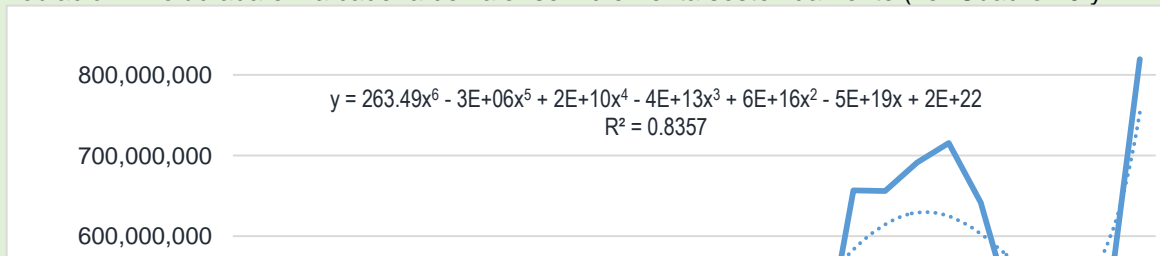 800,000,000
y = 263.49x⁶ - 3E+06x⁵ + 2E+10x⁴ - 4E+13x³ + 6E+16x² - 5E+19x + 2E+22
R² = 0.8357
700,000,000
600,000,000